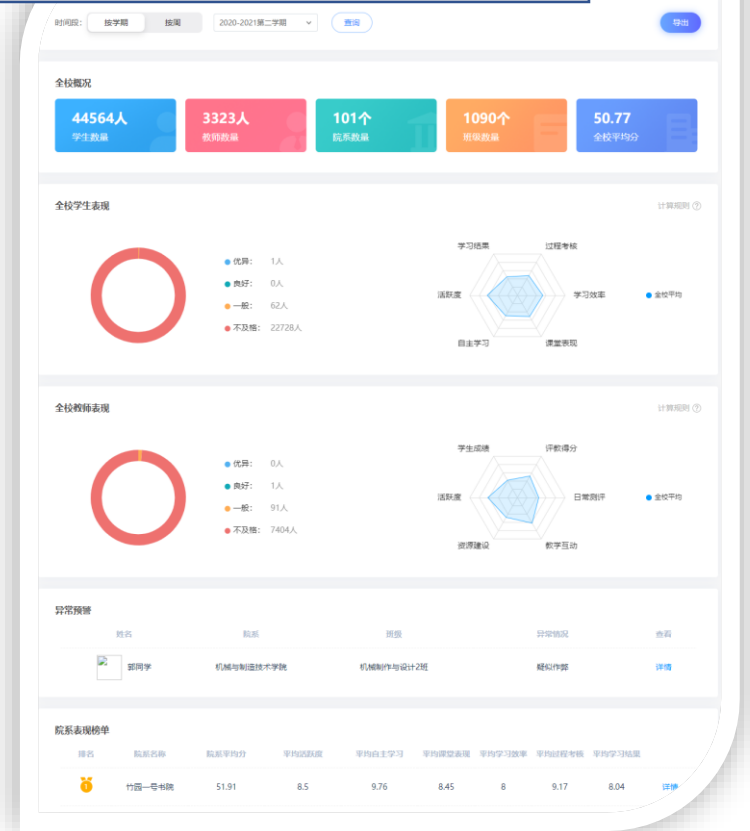 时间段: 按学期 按周 2020-2021第二学期 查询 导出
全校概况
44564人 3323人 101个 1090个 50.77
学生数量 教师数量 院系数量 班级数量 全校平均分
全校学生表现 计算规则 ?
学习结果 过程考核
优异: 1人
良好: 0人
活跃度 学习效率 全校平均
一般: 62人
不及格: 22728人
自主学习 课堂表现
全校教师表现 计算规则 ?
学生成绩 评教得分
优异: 0人
良好: 1人
活跃度 日常测评 全校平均
一般: 91人
不及格: 7404人
资源建设 教学互动
异常预警
姓名 院系 班级 异常情况 查看
郭同学 机械与制造技术学院 机械制作与设计2班 疑似作弊 详情
院系表现榜单
排名 院系名称 院系平均分 平均活跃度 平均自主学习 平均课堂表现 平均学习效率 平均过程考核 平均学习结果
1 竹园一号书院 51.91 8.5 9.76 8.45 8 9.17 8.04 详情